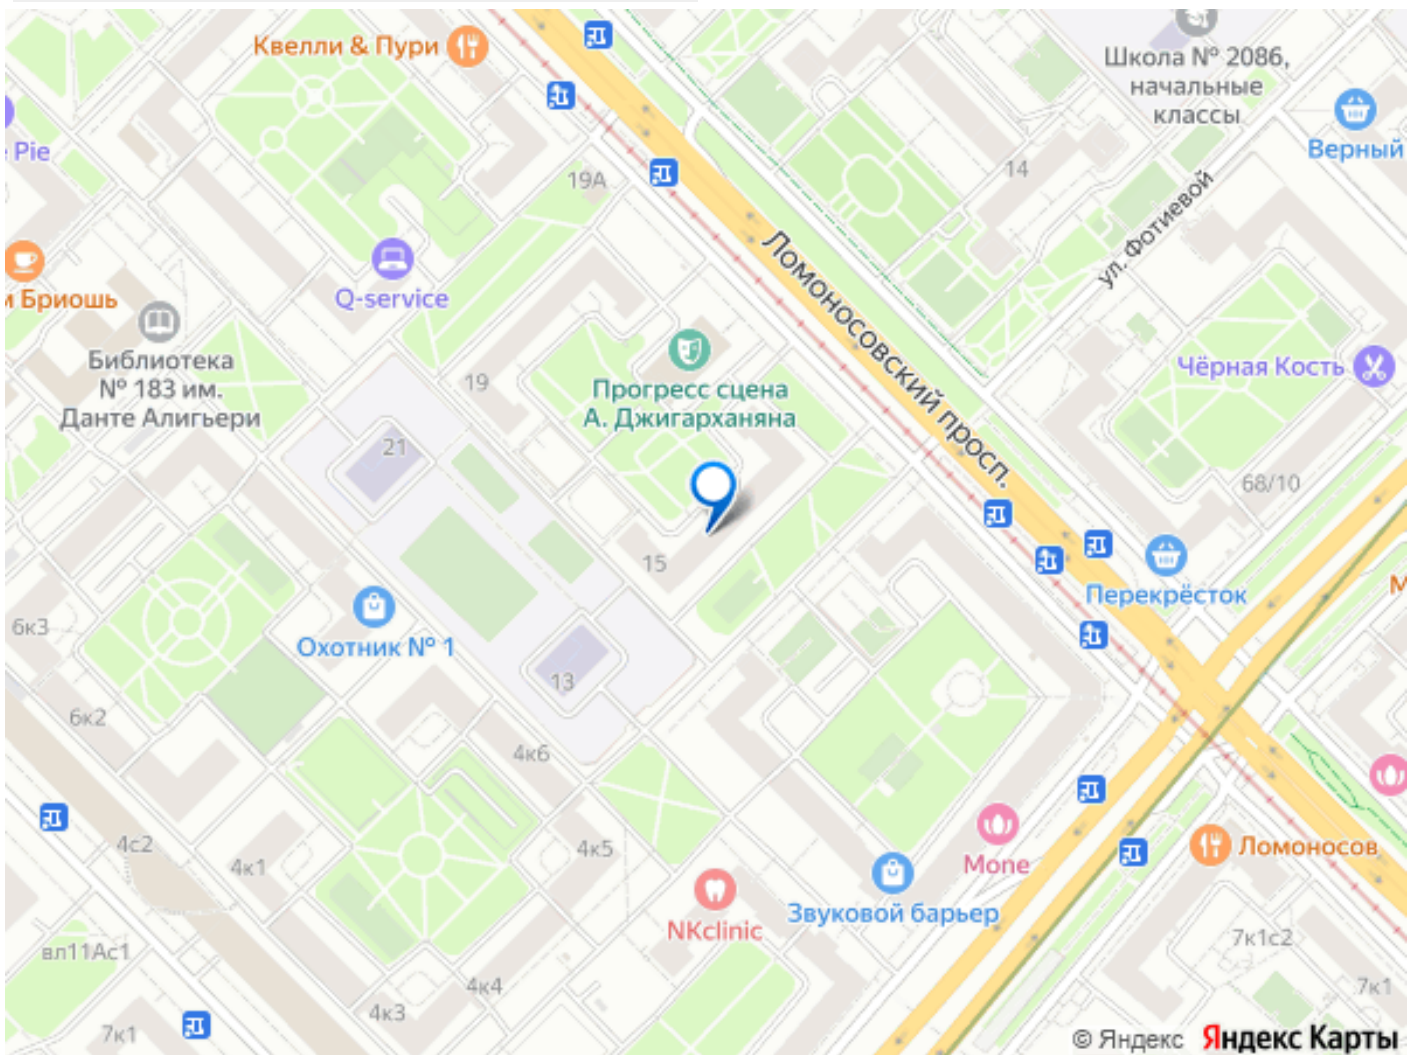 Квелли & Пури
Школа № 2086,
начальные
классы
Верный
Pie
14
19А
ул. Фотиевой
Ломоносовский просп.
и Бриошь
Q-service
Библиотека
№ 183 им.
Данте Алигьери
19
Прогресс сцена
А. Джигарханяна
Чёрная Кость
21
68/10
15
Перекрёсток
М
6к3
Охотник № 1
13
6к2
4к6
4с2
4к1
4к5
Mone
Ломоносов
NKclinic
Звуковой барьер
7к1с2
вл11Ас1
4к4
4к3
7к1
7к1
© Яндекс Яндекс Карты